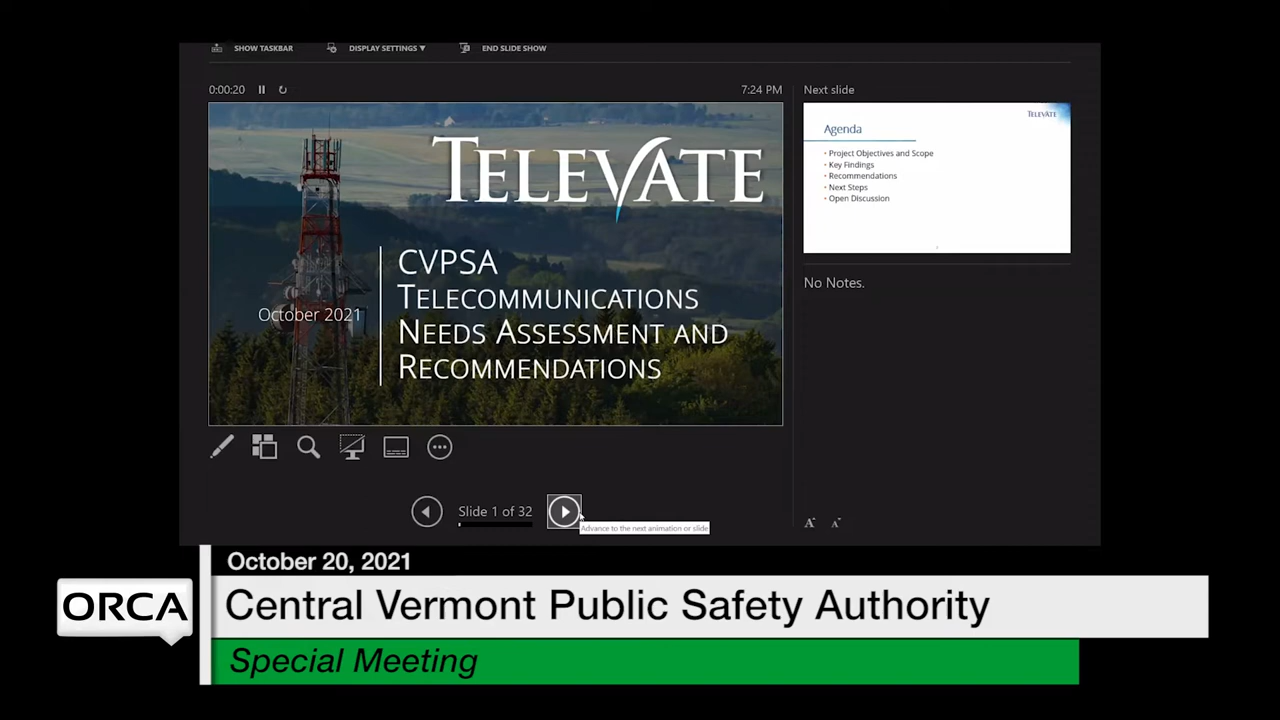 SHOW TASKBAR
DISPLAY SETTINGS ▼
END SLIDE SHOW
0:00:20
7:24 PM
TELEVATE
October 2021
CVPSA
TELECOMMUNICATIONS
NEEDS ASSESSMENT AND
RECOMMENDATIONS
Slide 1 of 32
Advance to the next animation or slide
Next slide
TELEVATE
Agenda
• Project Objectives and Scope
• Key Findings
• Recommendations
• Next Steps
• Open Discussion
No Notes.
A A
October 20, 2021
ORCA
Central Vermont Public Safety Authority
Special Meeting